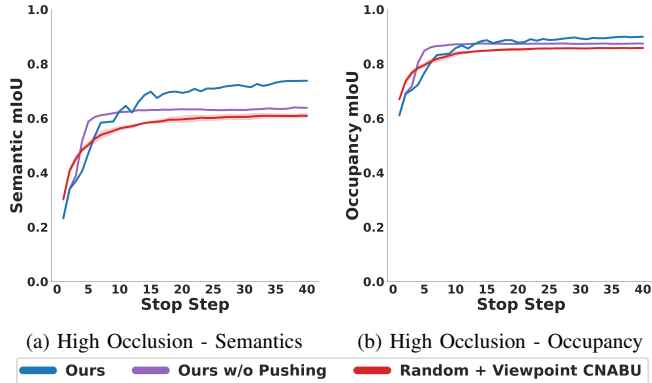 1.0
0.8
0.6
0.4
0.2
0.0
Semantic mIoU
0 5 10 15 20 25 30 35 40
Stop Step
1.0
0.8
0.6
0.4
0.2
0.0
Occupancy mIoU
0 5 10 15 20 25 30 35 40
Stop Step
(a) High Occlusion - Semantics
(b) High Occlusion - Occupancy
Ours Ours w/o Pushing Random + Viewpoint CNABU